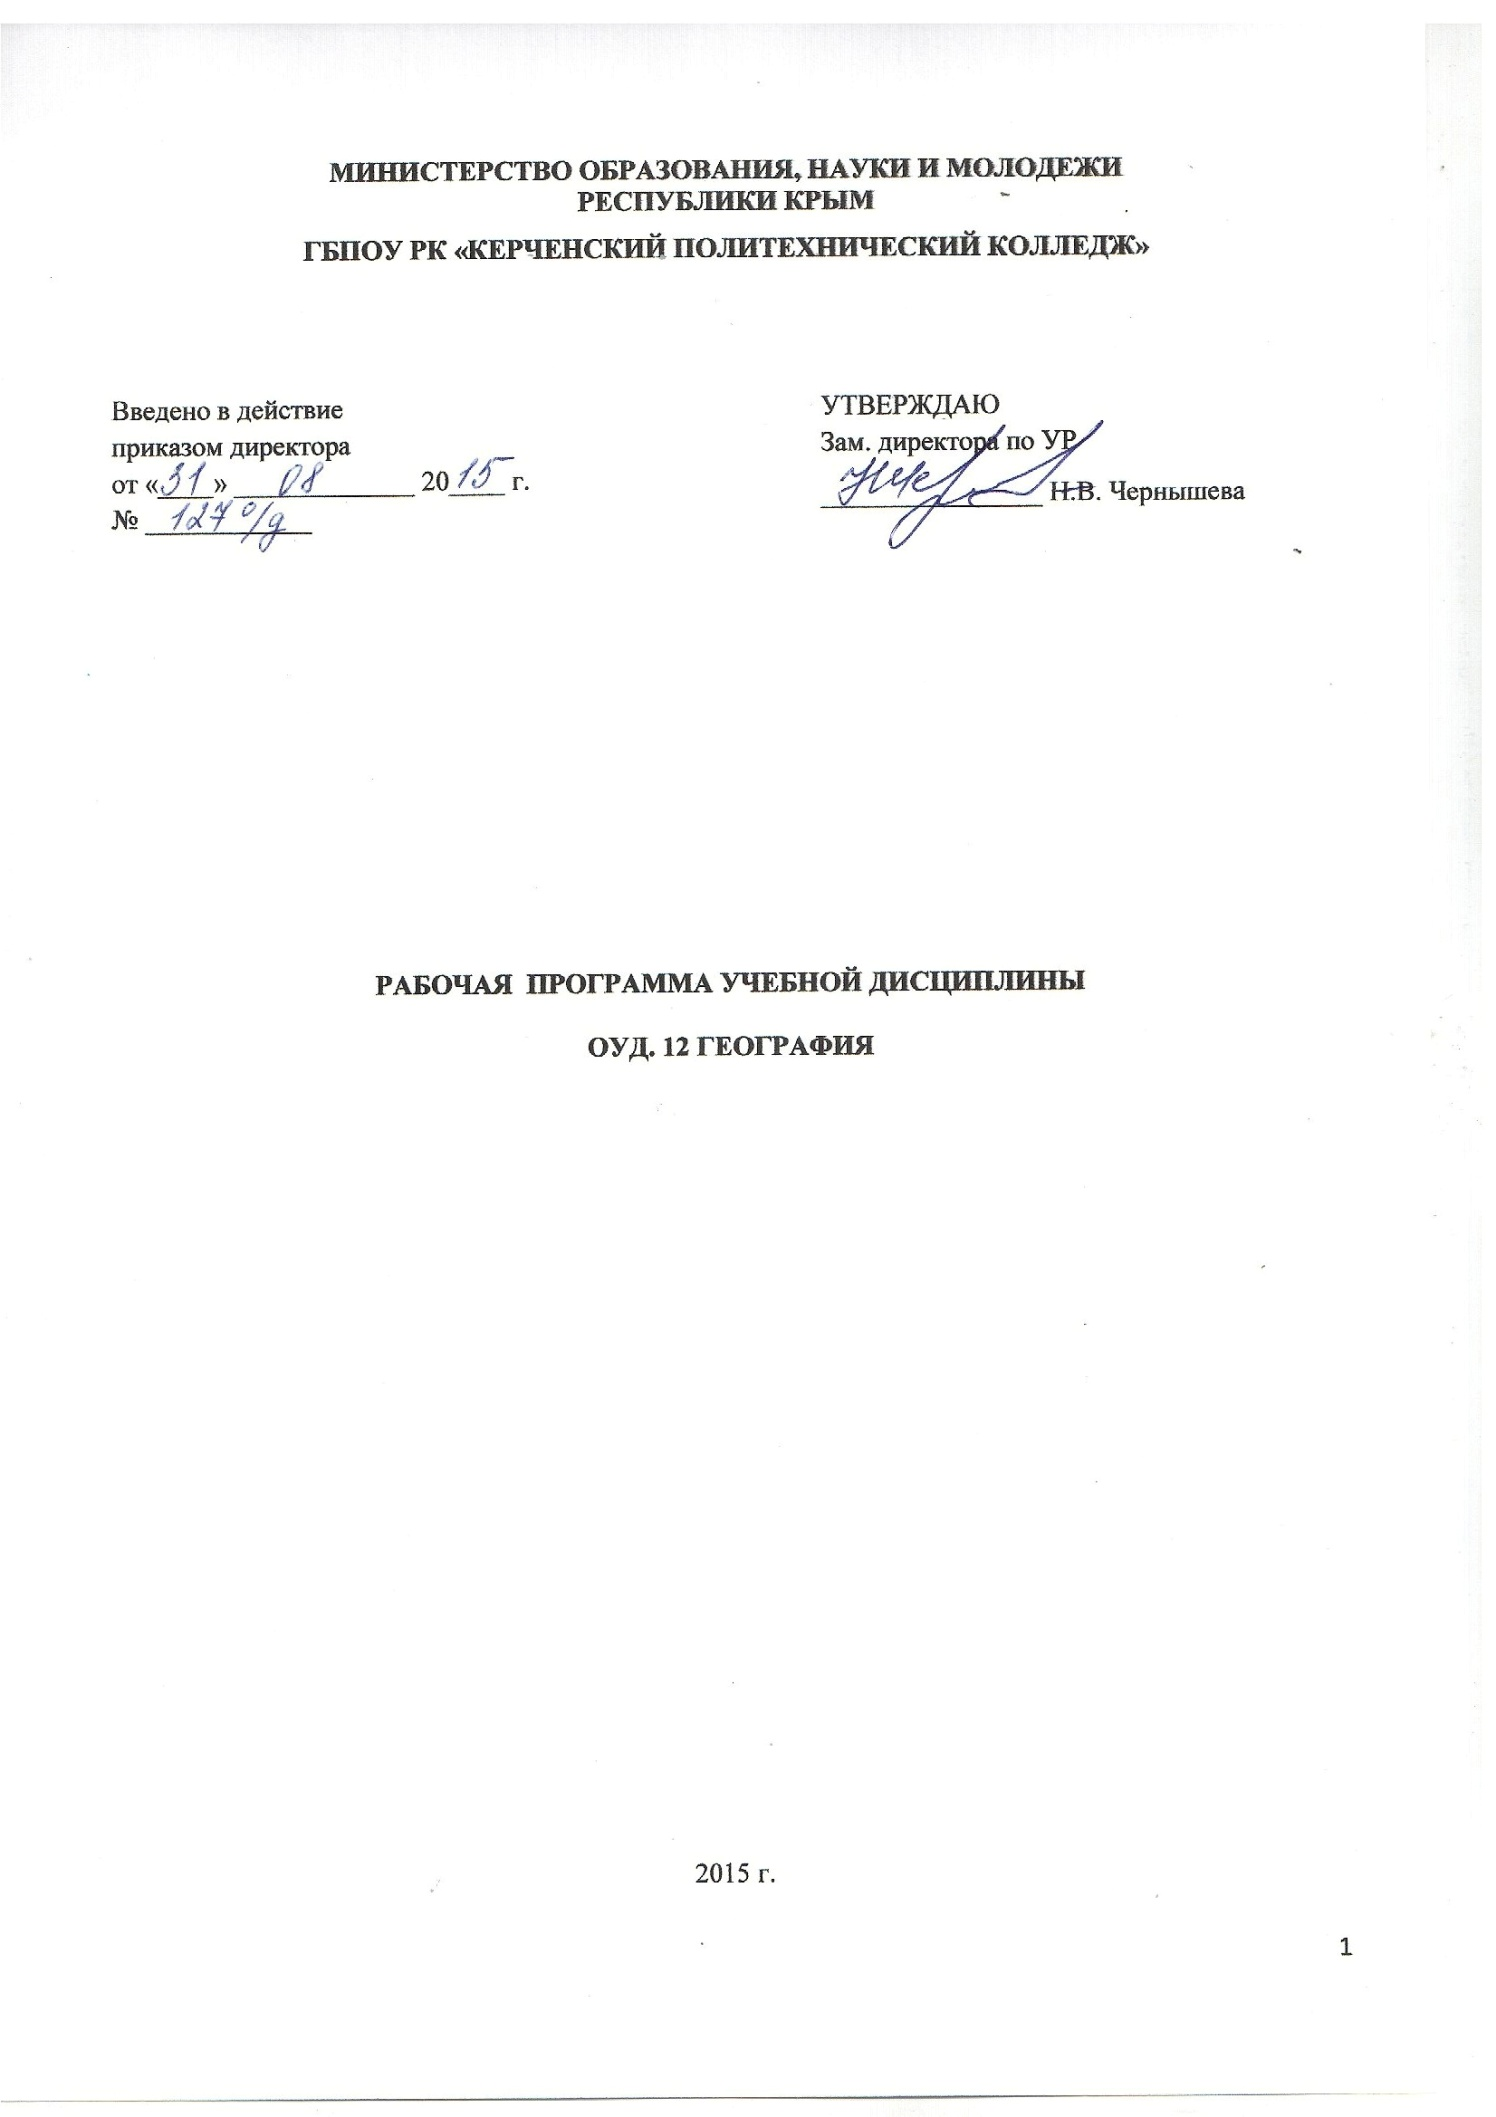 МИНИСТЕРСТВО ОБРАЗОВАНИЯ, НАУКИ И МОЛОДЕЖИ
РЕСПУБЛИКИ КРЫМ
ГБПОУ РК «КЕРЧЕНСКИЙ ПОЛИТЕХНИЧЕСКИЙ КОЛЛЕДЖ»
Введено в действие
приказом директора
от «31» 08 2015 г.
№ 127 о/д
УТВЕРЖДАЮ
Зам. директора по УР
Н.В. Чернышева
РАБОЧАЯ ПРОГРАММА УЧЕБНОЙ ДИСЦИПЛИНЫ
ОУД. 12 ГЕОГРАФИЯ
2015 г.
1